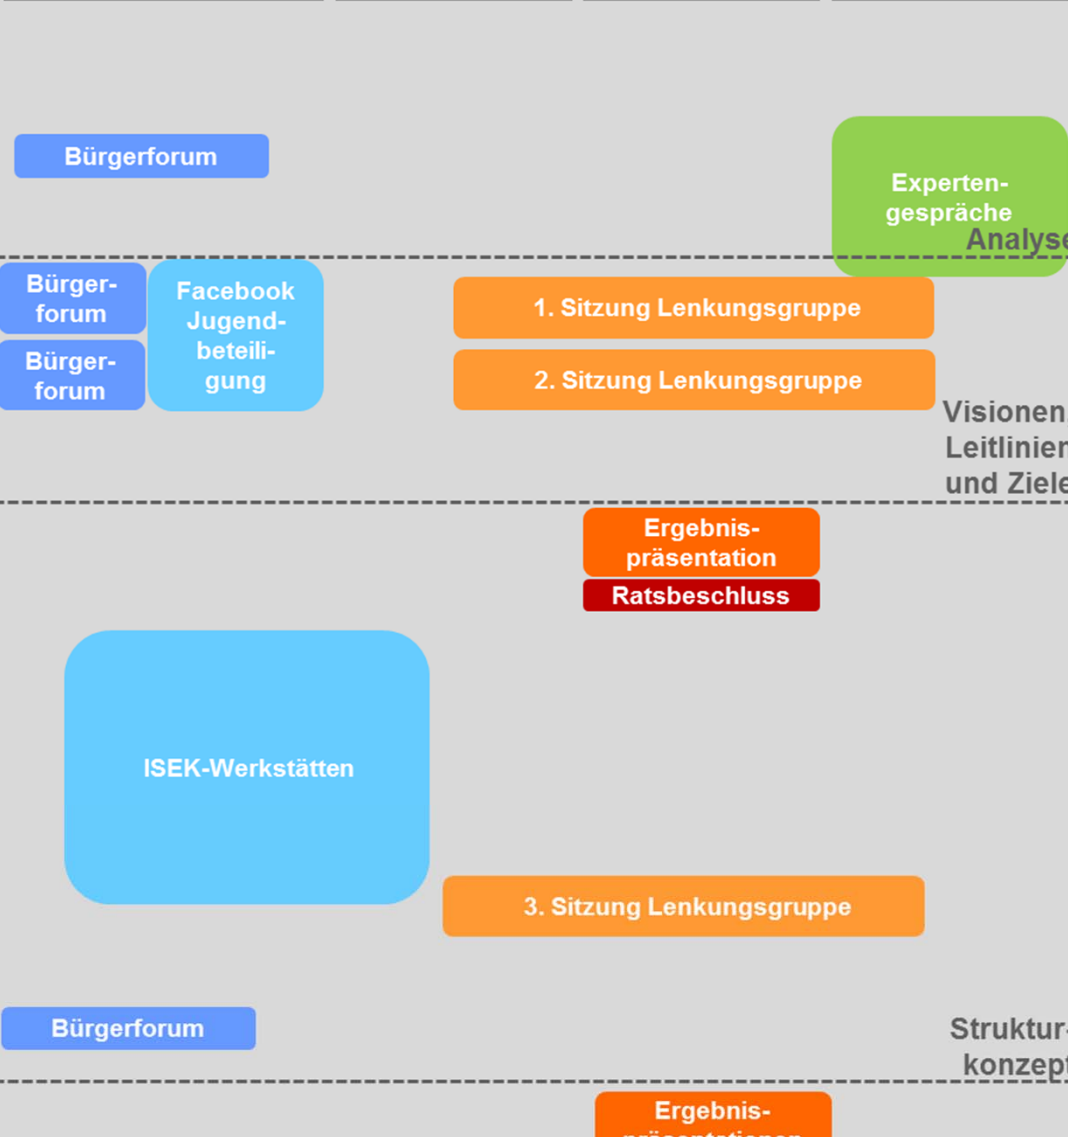 Bürgerforum
Experten-
gespräche
Analyse
Bürger-
forum
Facebook
Jugend-
beteili-
gung
1. Sitzung Lenkungsgruppe
Bürger-
forum
2. Sitzung Lenkungsgruppe
Visionen,
Leitlinien
und Ziele
Ergebnis-
präsentation
Ratsbeschluss
ISEK-Werkstätten
3. Sitzung Lenkungsgruppe
Bürgerforum
Struktur-
konzept
Ergebnis-
präsentationen